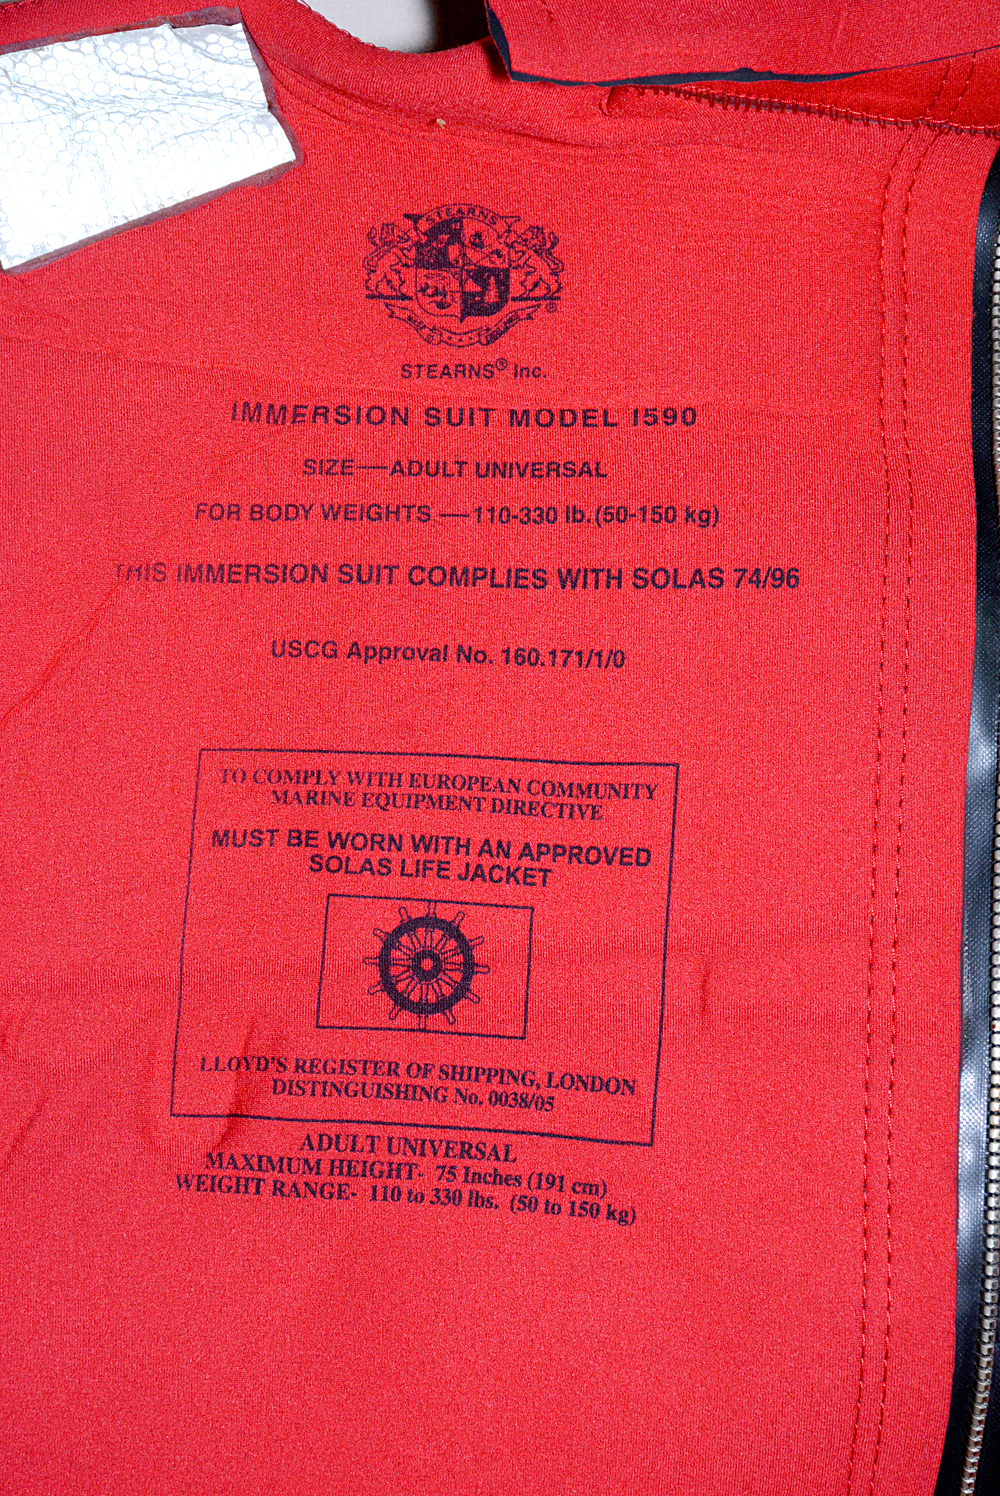 STEARNS
®
STEARNS® Inc.
IMMERSION SUIT MODEL I590
SIZE—ADULT UNIVERSAL
FOR BODY WEIGHTS —110-330 lb.(50-150 kg)
THIS IMMERSION SUIT COMPLIES WITH SOLAS 74/96
USCG Approval No. 160.171/1/0
TO COMPLY WITH EUROPEAN COMMUNITY
MARINE EQUIPMENT DIRECTIVE
MUST BE WORN WITH AN APPROVED
SOLAS LIFE JACKET
LLOYD'S REGISTER OF SHIPPING, LONDON
DISTINGUISHING No. 0038/05
ADULT UNIVERSAL
MAXIMUM HEIGHT- 75 Inches (191 cm)
WEIGHT RANGE- 110 to 330 lbs. (50 to 150 kg)